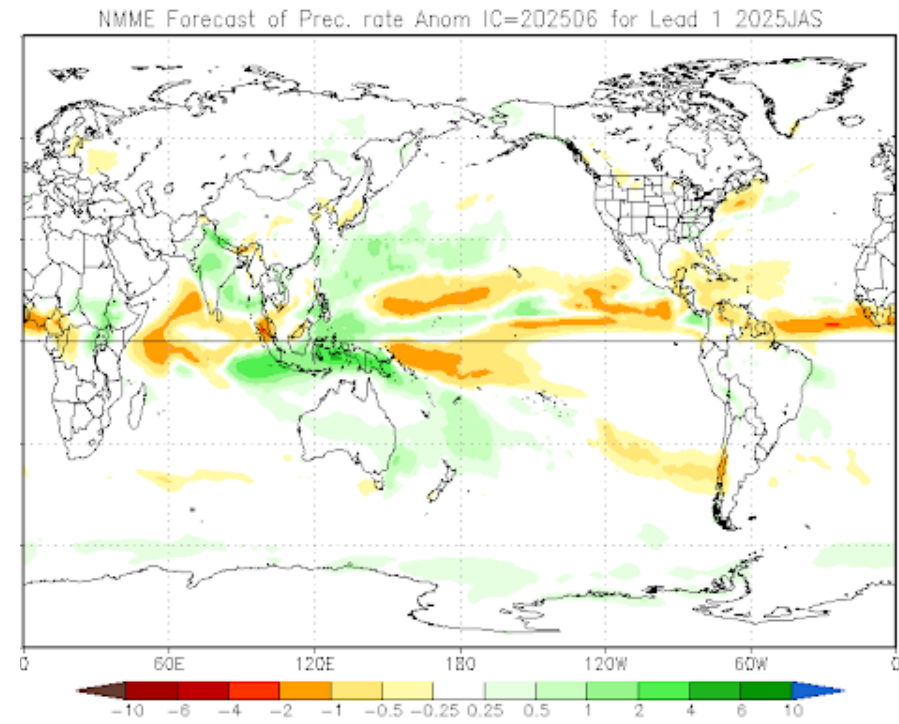 NMME Forecast of Prec. rate Anom IC=202506 for Lead 1 2025JAS
0 60E 120E 180 120W 60W 0
-10 -6 -4 -2 -1 -0.5 -0.25 0.25 0.5 1 2 4 6 10